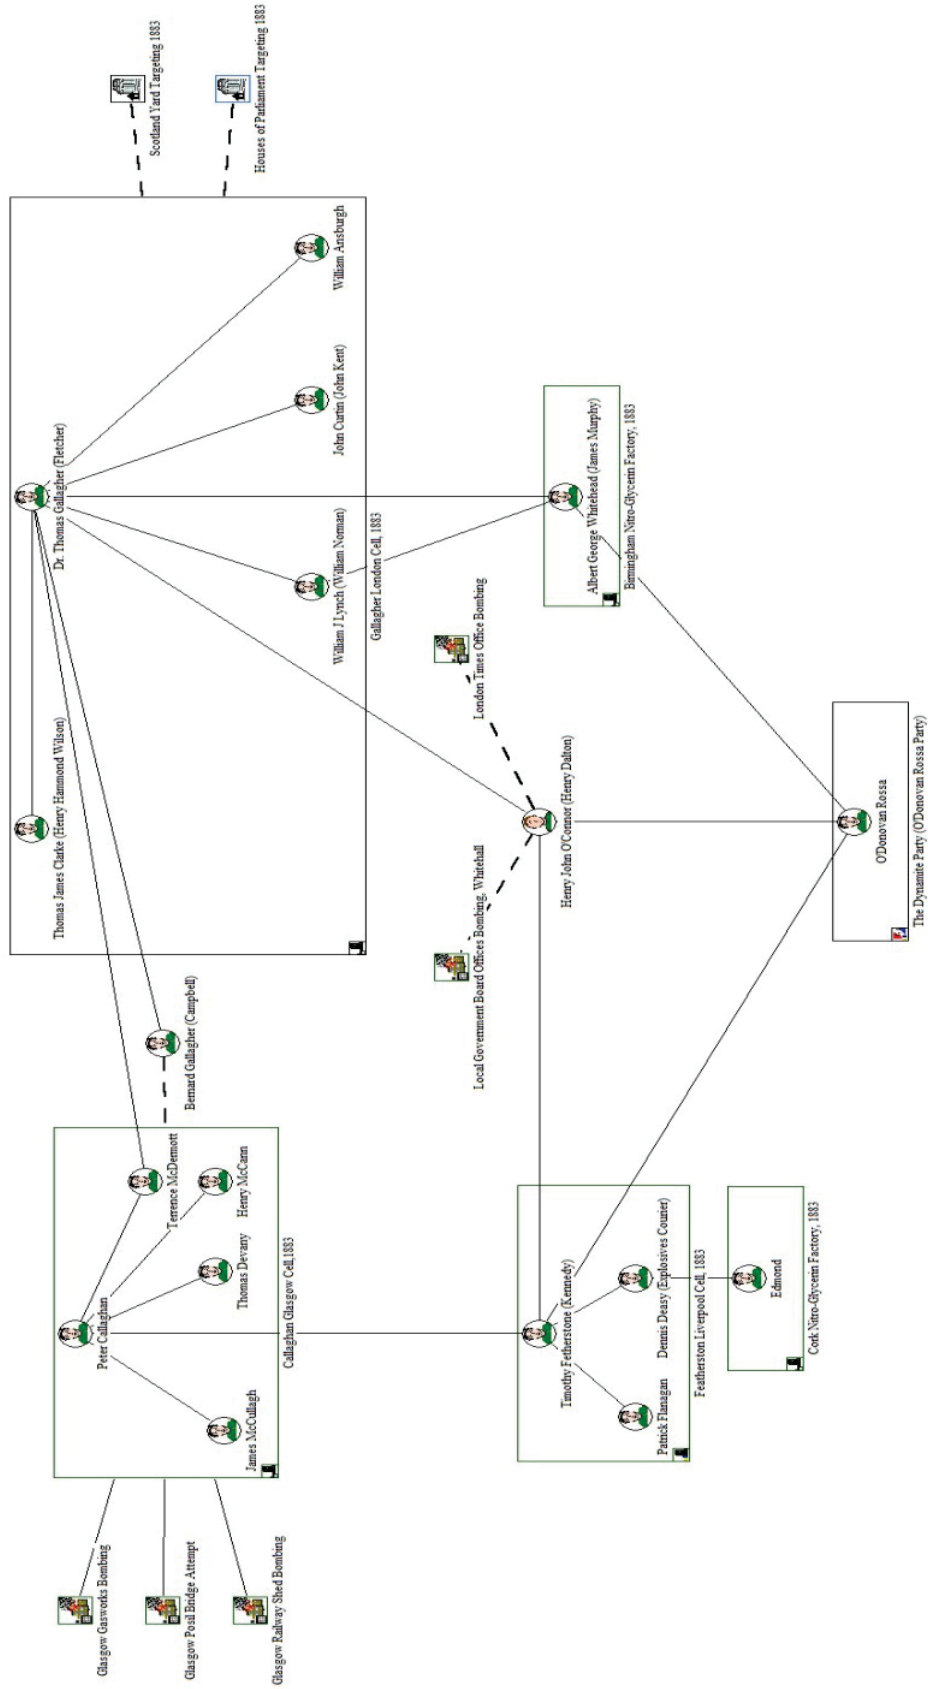 Thomas James Clarke (Henry Hammond Wilson)
Dr. Thomas Gallagher (Fletcher)
Glasgow Gasworks Bombing
Peter Callaghan
Scotland Yard Targeting 1883
Terrence McDermott
Glasgow Posil Bridge Attempt
Bernard Gallagher (Campbell)
James McCullagh
Thomas Devany
Henry McCann
Houses of Parliament Targeting 1883
Glasgow Railway Shed Bombing
Callaghan Glasgow Cell,1883
William J Lynch (William Norman)
John Curtin (John Kent)
William Ansburgh
Gallagher London Cell, 1883
Local Government Board Offices Bombing, Whitehall
London Times Office Bombing
Timothy Fetherstone (Kennedy)
Henry John O'Connor (Henry Dalton)
Albert George Whitehead (James Murphy)
Birmingham Nitro-Glycerin Factory, 1883
Patrick Flanagan
Dennis Deasy (Explosives Courier)
Featherston Liverpool Cell, 1883
Edmond
Cork Nitro-Glycerin Factory, 1883
O'Donovan Rossa
The Dynamite Party (O'Donovan Rossa Party)